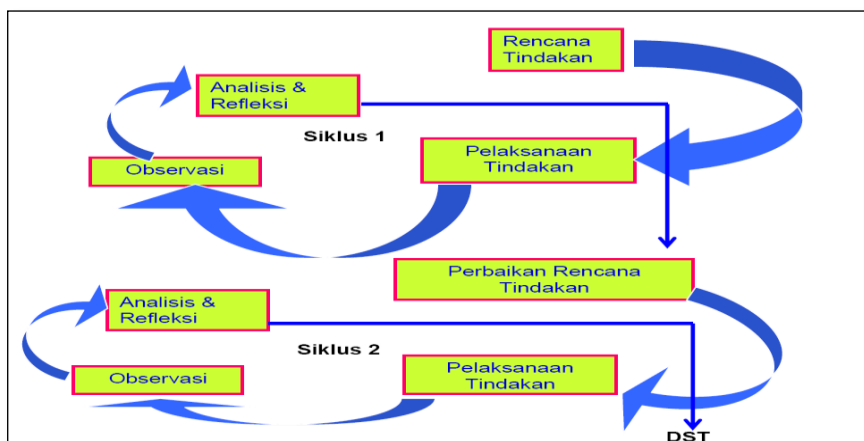 Rencana
Tindakan
Analisis &
Refleksi
Siklus 1
Pelaksanaan
Tindakan
Observasi
Perbaikan Rencana
Tindakan
Analisis &
Refleksi
Siklus 2
Pelaksanaan
Tindakan
Observasi
DST